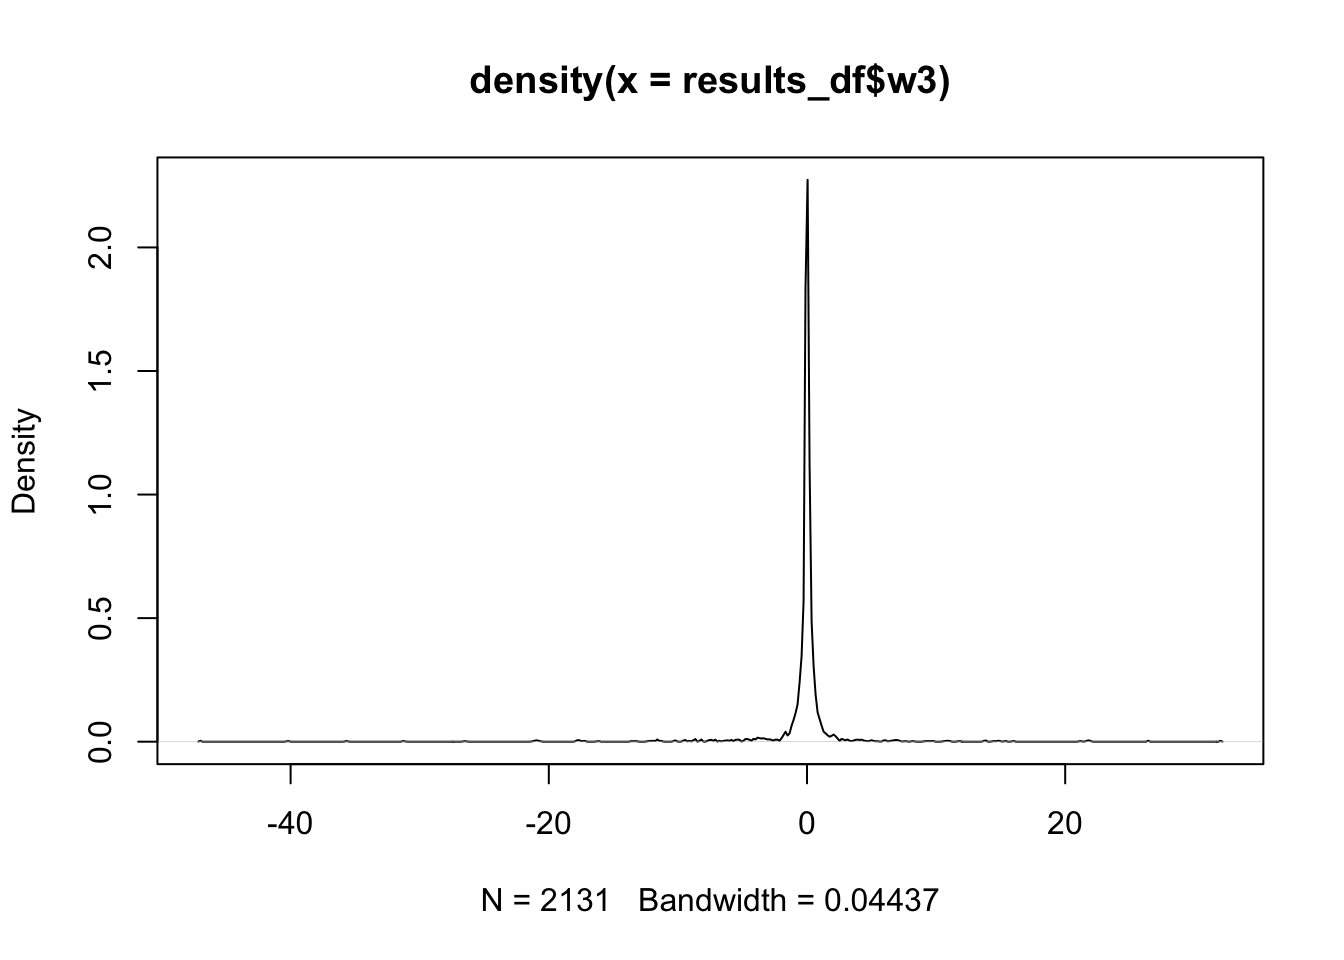 density(x = results_df$w3)
Density
2.0
1.5
1.0
0.5
0.0
-40 -20 0 20
N = 2131 Bandwidth = 0.04437